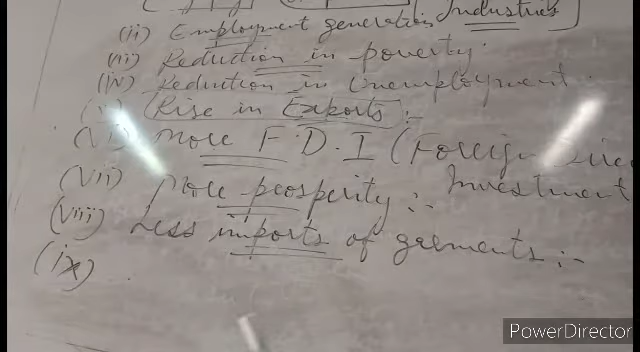 Industries
(ii) Employment generation
(iii) Reduction in poverty.
(iv) Reduction in Unemployment.
(v) Rise in Exports :-
(vi) More F.D.I (Foreign Direc
Investment
(vii) More prosperity :-
(viii) Less imports of garments :-
(ix)
PowerDirector